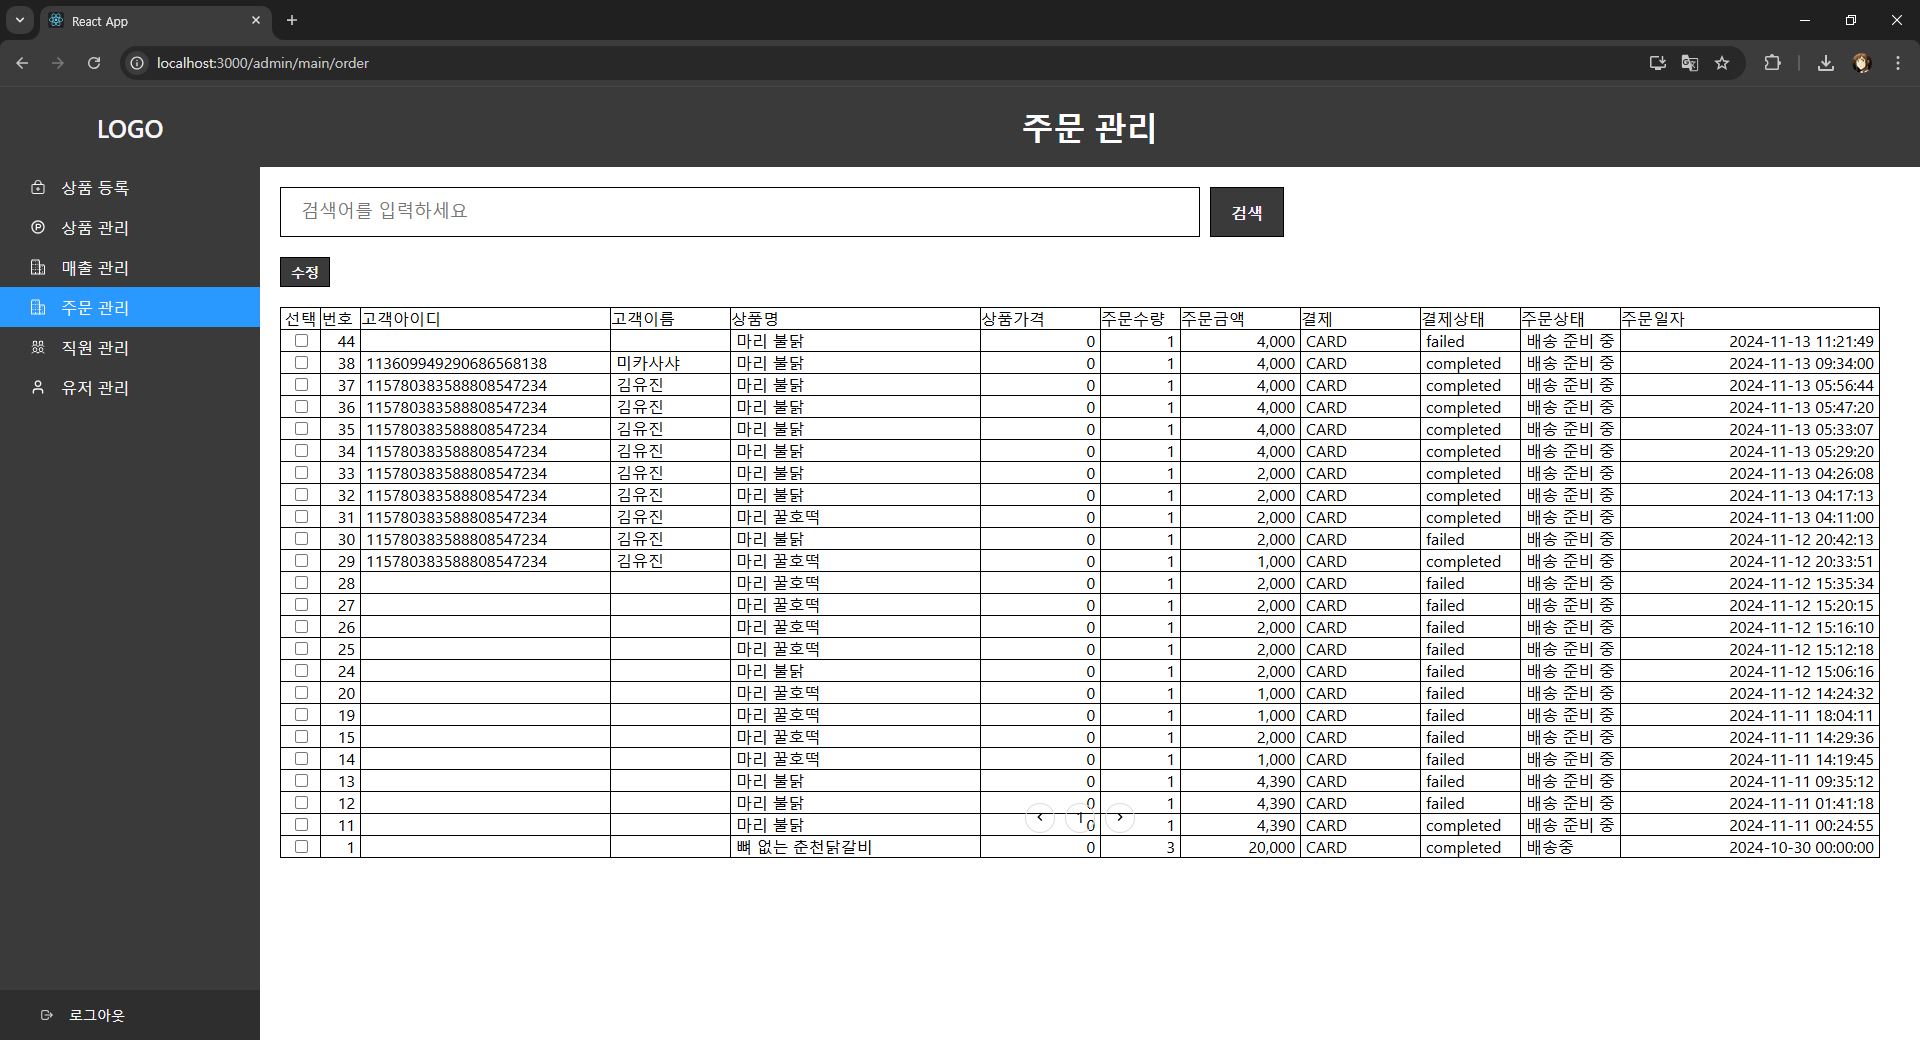 React App
localhost:3000/admin/main/order
LOGO
주문 관리
상품 등록
상품 관리
매출 관리
주문 관리
직원 관리
유저 관리
로그아웃
검색어를 입력하세요
검색
수정
선택 번호 고객아이디 고객이름 상품명 상품가격 주문수량 주문금액 결제 결제상태 주문상태 주문일자
44 마리 불닭 0 1 4,000 CARD failed 배송 준비 중 2024-11-13 11:21:49
38 113609949290686568138 미카사샤 마리 불닭 0 1 4,000 CARD completed 배송 준비 중 2024-11-13 09:34:00
37 115780383588808547234 김유진 마리 불닭 0 1 4,000 CARD completed 배송 준비 중 2024-11-13 05:56:44
36 115780383588808547234 김유진 마리 불닭 0 1 4,000 CARD completed 배송 준비 중 2024-11-13 05:47:20
35 115780383588808547234 김유진 마리 불닭 0 1 4,000 CARD completed 배송 준비 중 2024-11-13 05:33:07
34 115780383588808547234 김유진 마리 불닭 0 1 4,000 CARD completed 배송 준비 중 2024-11-13 05:29:20
33 115780383588808547234 김유진 마리 불닭 0 1 2,000 CARD completed 배송 준비 중 2024-11-13 04:26:08
32 115780383588808547234 김유진 마리 불닭 0 1 2,000 CARD completed 배송 준비 중 2024-11-13 04:17:13
31 115780383588808547234 김유진 마리 꿀호떡 0 1 2,000 CARD completed 배송 준비 중 2024-11-13 04:11:00
30 115780383588808547234 김유진 마리 불닭 0 1 2,000 CARD failed 배송 준비 중 2024-11-12 20:42:13
29 115780383588808547234 김유진 마리 꿀호떡 0 1 1,000 CARD completed 배송 준비 중 2024-11-12 20:33:51
28 마리 꿀호떡 0 1 2,000 CARD failed 배송 준비 중 2024-11-12 15:35:34
27 마리 꿀호떡 0 1 2,000 CARD failed 배송 준비 중 2024-11-12 15:20:15
26 마리 꿀호떡 0 1 2,000 CARD failed 배송 준비 중 2024-11-12 15:16:10
25 마리 꿀호떡 0 1 2,000 CARD failed 배송 준비 중 2024-11-12 15:12:18
24 마리 불닭 0 1 2,000 CARD failed 배송 준비 중 2024-11-12 15:06:16
20 마리 꿀호떡 0 1 1,000 CARD failed 배송 준비 중 2024-11-12 14:24:32
19 마리 꿀호떡 0 1 1,000 CARD failed 배송 준비 중 2024-11-11 18:04:11
15 마리 꿀호떡 0 1 2,000 CARD failed 배송 준비 중 2024-11-11 14:29:36
14 마리 꿀호떡 0 1 1,000 CARD failed 배송 준비 중 2024-11-11 14:19:45
13 마리 불닭 0 1 4,390 CARD failed 배송 준비 중 2024-11-11 09:35:12
12 마리 불닭 0 1 4,390 CARD failed 배송 준비 중 2024-11-11 01:41:18
11 마리 불닭 0 1 4,390 CARD completed 배송 준비 중 2024-11-11 00:24:55
1 뼈 없는 춘천닭갈비 0 3 20,000 CARD completed 배송중 2024-10-30 00:00:00
< 1 >